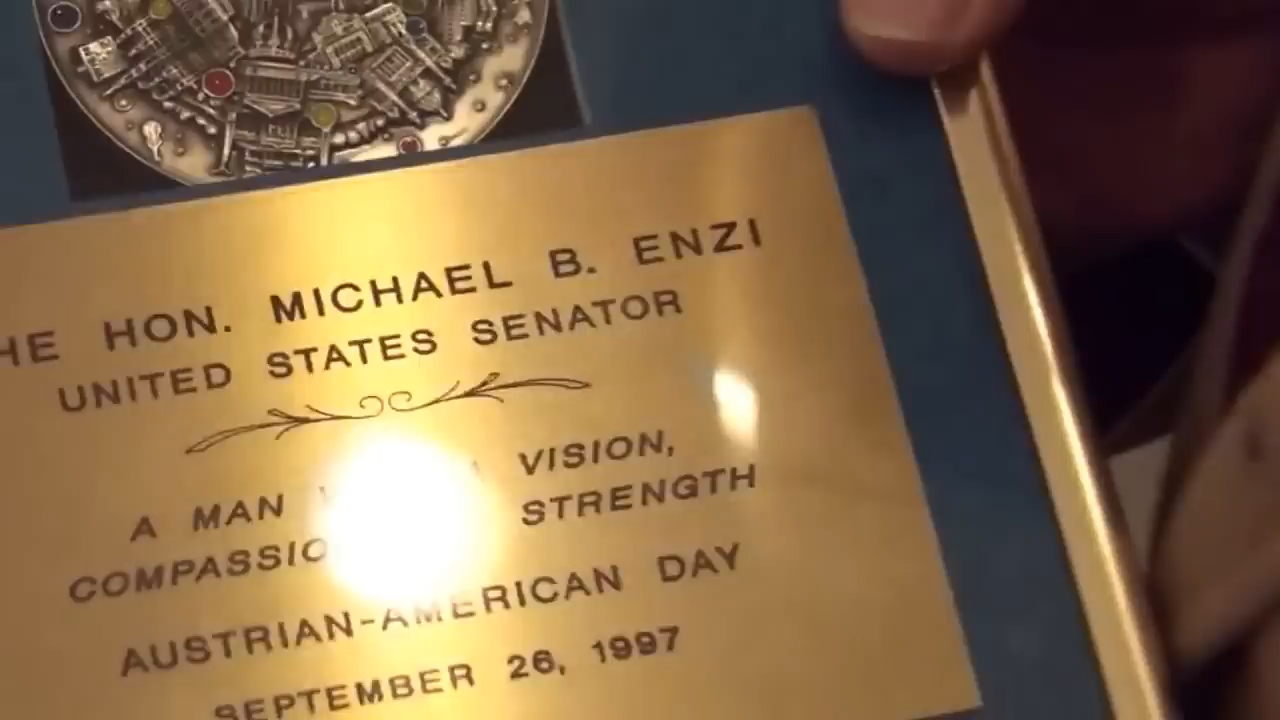 HE HON. MICHAEL B. ENZI
UNITED STATES SENATOR
A MAN VISION,
COMPASSIO STRENGTH
AUSTRIAN-AMERICAN DAY
SEPTEMBER 26, 1997